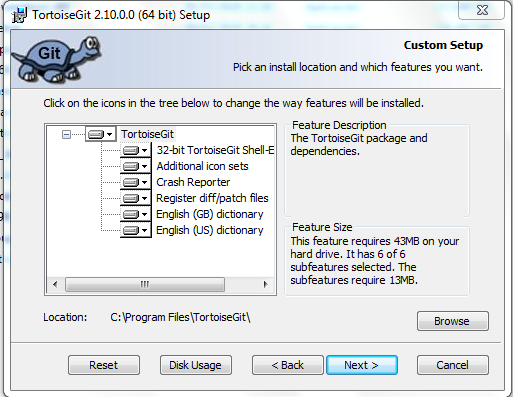 TortoiseGit 2.10.0.0 (64 bit) Setup
Git
Custom Setup
Pick an install location and which features you want.
Click on the icons in the tree below to change the way features will be installed.
TortoiseGit
32-bit TortoiseGit Shell-E
Additional icon sets
Crash Reporter
Register diff/patch files
English (GB) dictionary
English (US) dictionary
Feature Description
The TortoiseGit package and
dependencies.
Feature Size
This feature requires 43MB on your
hard drive. It has 6 of 6
subfeatures selected. The
subfeatures require 13MB.
Location: C:\Program Files\TortoiseGit\
Browse
Reset Disk Usage < Back Next > Cancel